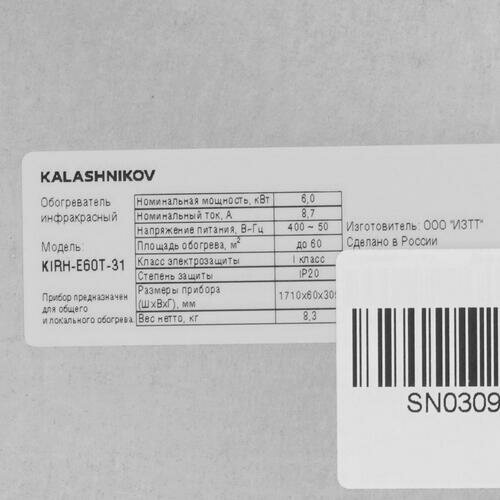 KALASHNIKOV
Обогреватель
инфракрасный
Модель:
KIRH-E60T-31
Прибор предназначен
для общего
и локального обогрева.
Номинальная мощность, кВт 6,0
Номинальный ток, А 8,7
Напряжение питания, В~Гц 400 ~ 50
Площадь обогрева, м² до 60
Класс электрозащиты I класс
Степень защиты IP20
Размеры прибора
(ШхВхГ), мм 1710х60х309
Вес нетто, кг 8,3
Изготовитель: ООО "ИЗТТ"
Сделано в России
SN0309